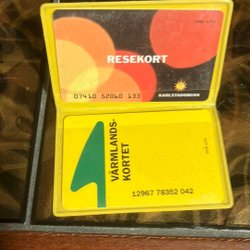 RESEKORT
07410 52060 133
KARLSTADSBUSS
VÄRMLANDS-
KORTET
12967 78352 042